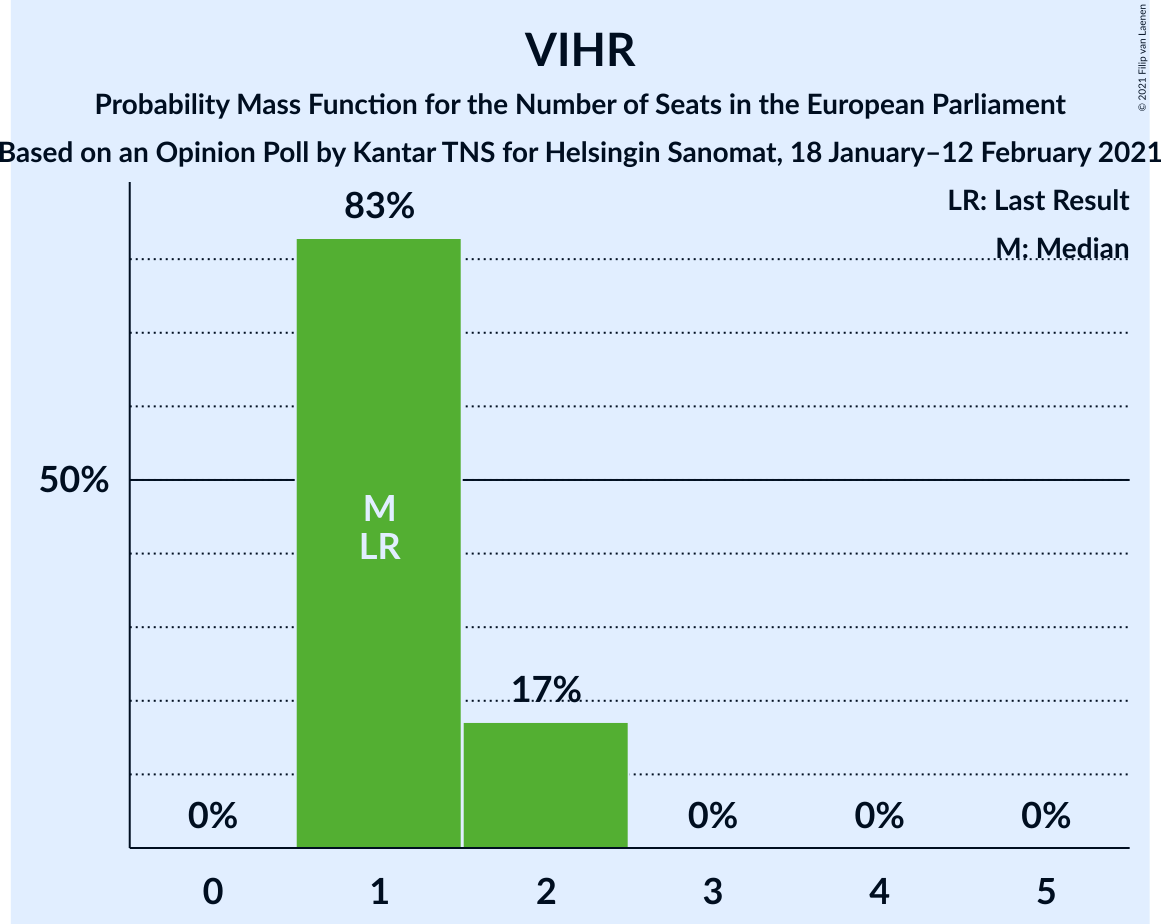 VIHR
Probability Mass Function for the Number of Seats in the European Parliament
Based on an Opinion Poll by Kantar TNS for Helsingin Sanomat, 18 January–12 February 2021
© 2021 Filip van Laenen
LR: Last Result
M: Median
83%
50%
M
LR
17%
0%
0%
0%
0%
0
1
2
3
4
5